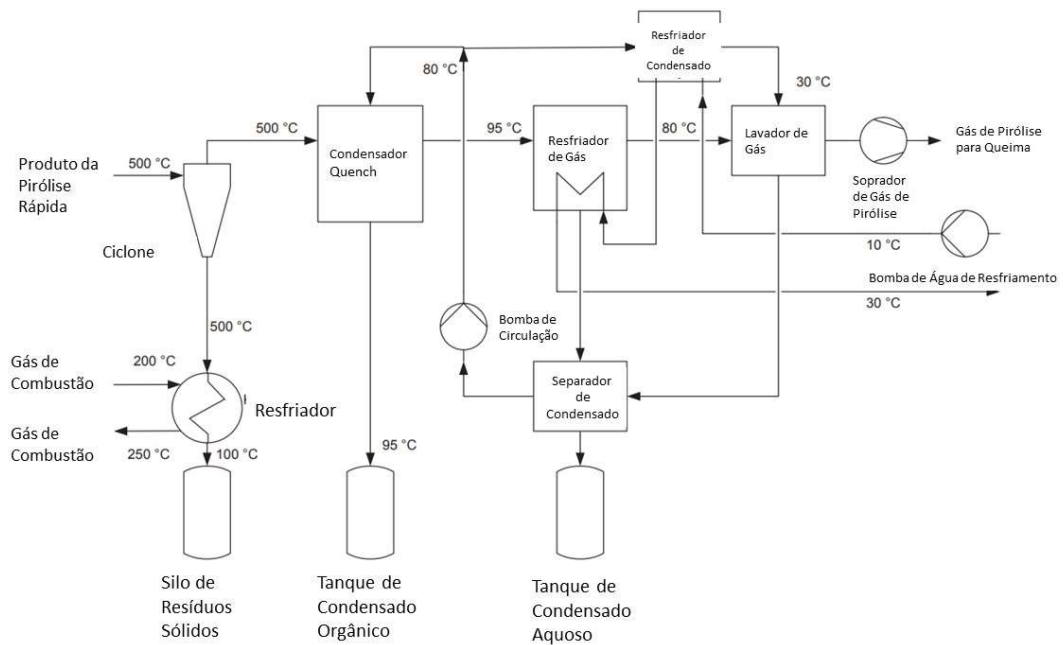 Resfriador
de
Condensado
80 °C
30 °C
500 °C
95 °C
80 °C
Produto da
Pirólise
Rápida
500 °C
Condensador
Quench
Resfriador
de Gás
Lavador de
Gás
Gás de Pirólise
para Queima
Soprador
de Gás de
Pirólise
Ciclone
10 °C
Bomba de Água de Resfriamento
30 °C
500 °C
Bomba de
Circulação
Gás de
Combustão
200 °C
Separador
de
Condensado
Resfriador
Gás de
Combustão
250 °C
100 °C
95 °C
Silo de
Resíduos
Sólidos
Tanque de
Condensado
Orgânico
Tanque de
Condensado
Aquoso